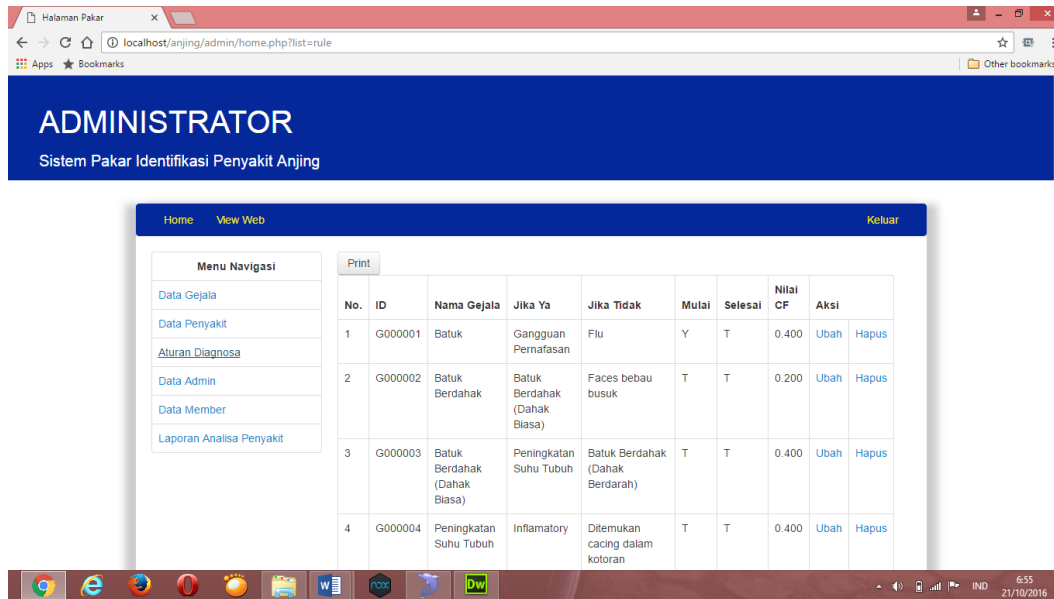 Halaman Pakar
localhost/anjing/admin/home.php?list=rule
Apps Bookmarks Other bookmarks
ADMINISTRATOR
Sistem Pakar Identifikasi Penyakit Anjing
Home View Web Keluar
Menu Navigasi
Data Gejala
Data Penyakit
Aturan Diagnosa
Data Admin
Data Member
Laporan Analisa Penyakit
Print
No. ID Nama Gejala Jika Ya Jika Tidak Mulai Selesai Nilai CF Aksi
1 G000001 Batuk Gangguan Pernafasan Flu Y T 0.400 Ubah Hapus
2 G000002 Batuk Berdahak Batuk Berdahak (Dahak Biasa) Faces bebau busuk T T 0.200 Ubah Hapus
3 G000003 Batuk Berdahak (Dahak Biasa) Peningkatan Suhu Tubuh Batuk Berdahak (Dahak Berdarah) T T 0.400 Ubah Hapus
4 G000004 Peningkatan Suhu Tubuh Inflamatory Ditemukan cacing dalam kotoran T T 0.400 Ubah Hapus
W nox Dw
IND
6:55
21/10/2016